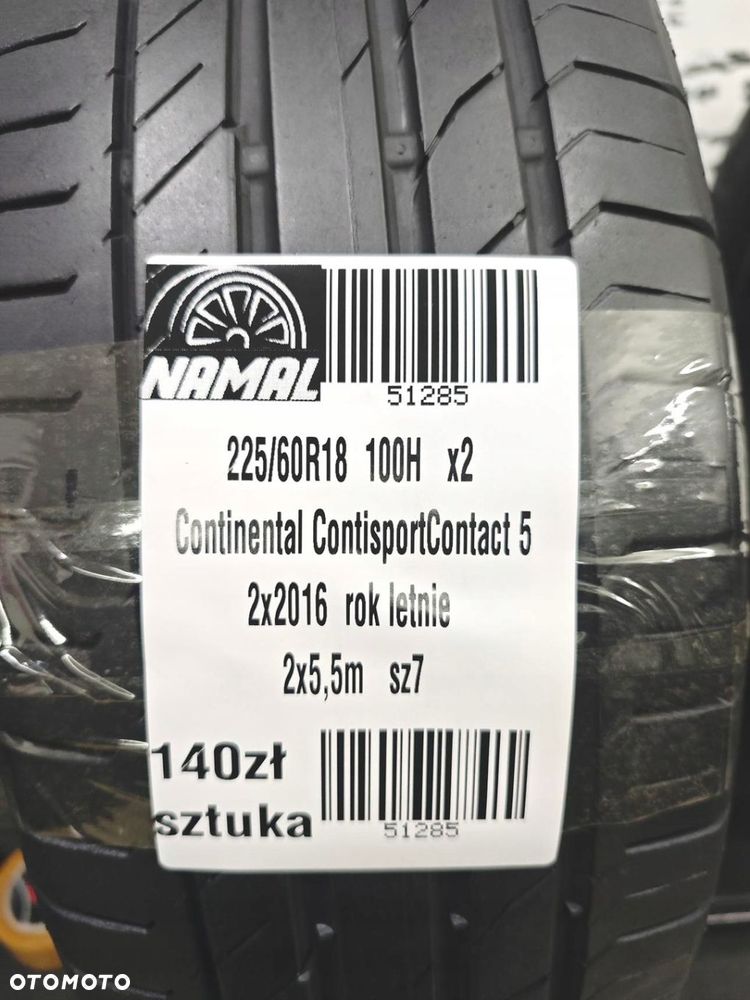 NAMAL
51285
225/60R18 100H x2
Continental ContisportContact 5
2x2016 rok letnie
2x5,5m sz7
140zł
sztuka
51285
OTOMOTO